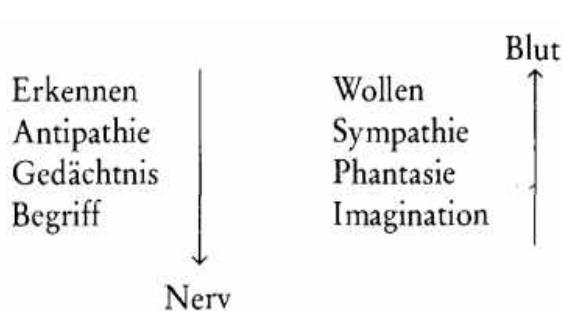 Erkennen
Antipathie
Gedächtnis
Begriff
Nerv
Blut
Wollen
Sympathie
Phantasie
Imagination